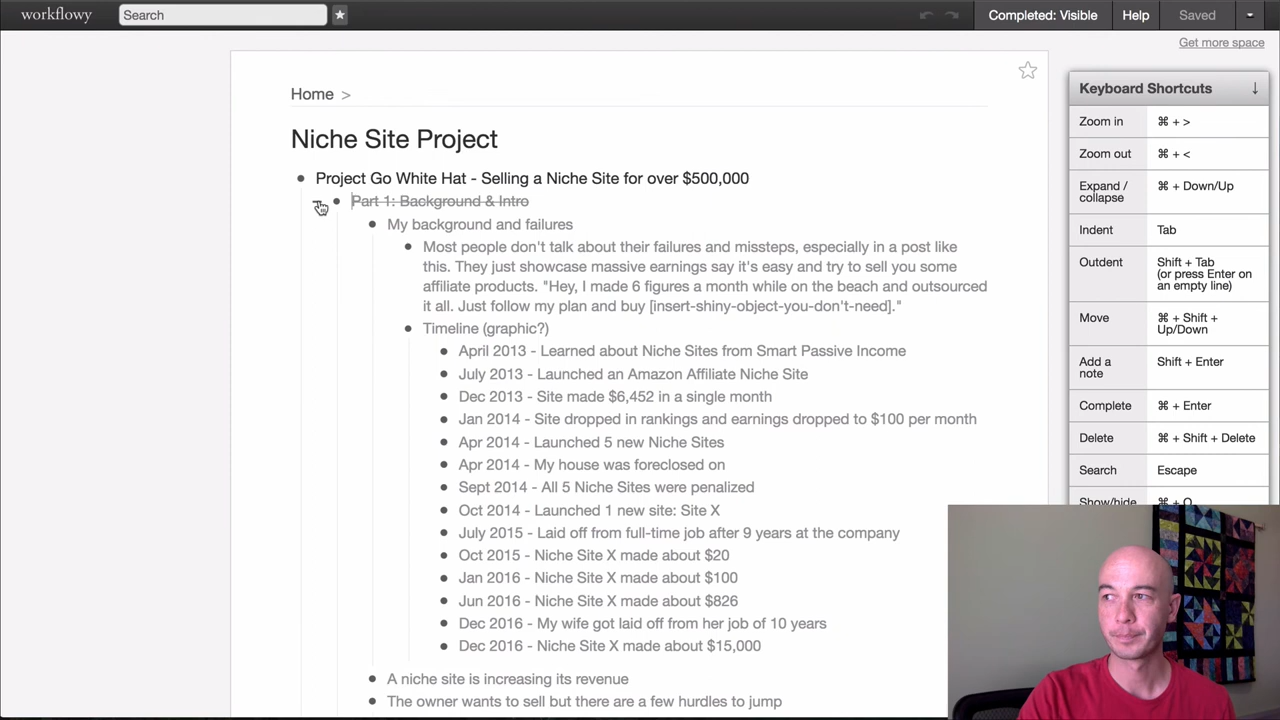 workflowy
Search
Completed: Visible
Help
Saved
Get more space
Home >
Niche Site Project
Project Go White Hat - Selling a Niche Site for over $500,000
Part 1: Background & Intro
My background and failures
Most people don't talk about their failures and missteps, especially in a post like
this. They just showcase massive earnings say it's easy and try to sell you some
affiliate products. "Hey, I made 6 figures a month while on the beach and outsourced
it all. Just follow my plan and buy [insert-shiny-object-you-don't-need]."
Timeline (graphic?)
April 2013 - Learned about Niche Sites from Smart Passive Income
July 2013 - Launched an Amazon Affiliate Niche Site
Dec 2013 - Site made $6,452 in a single month
Jan 2014 - Site dropped in rankings and earnings dropped to $100 per month
Apr 2014 - Launched 5 new Niche Sites
Apr 2014 - My house was foreclosed on
Sept 2014 - All 5 Niche Sites were penalized
Oct 2014 - Launched 1 new site: Site X
July 2015 - Laid off from full-time job after 9 years at the company
Oct 2015 - Niche Site X made about $20
Jan 2016 - Niche Site X made about $100
Jun 2016 - Niche Site X made about $826
Dec 2016 - My wife got laid off from her job of 10 years
Dec 2016 - Niche Site X made about $15,000
A niche site is increasing its revenue
The owner wants to sell but there are a few hurdles to jump
Keyboard Shortcuts ↓
Zoom in ⌘ + >
Zoom out ⌘ + <
Expand / ⌘ + Down/Up
collapse
Indent Tab
Outdent Shift + Tab
(or press Enter on
an empty line)
Move ⌘ + Shift +
Up/Down
Add a Shift + Enter
note
Complete ⌘ + Enter
Delete ⌘ + Shift + Delete
Search Escape
Show/hide ⌘ + O